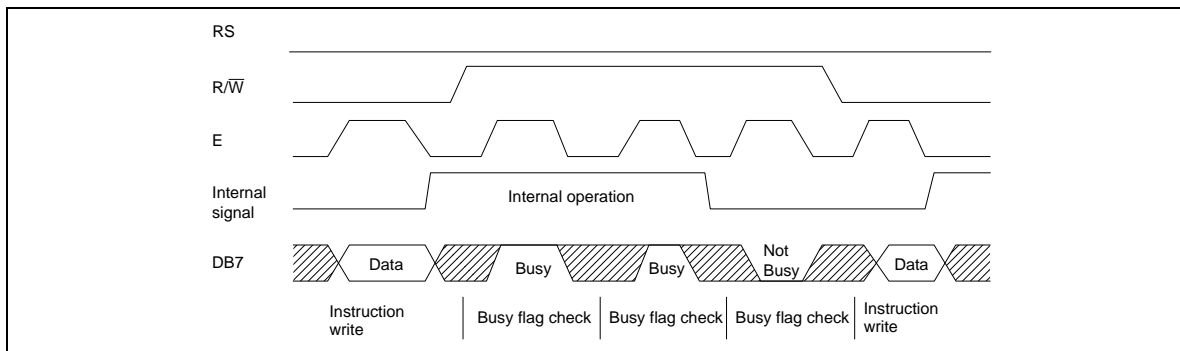 RS
R/W̅
E
Internal
signal
Internal operation
DB7
Data
Busy
Busy
Not
Busy
Data
Instruction
write
Busy flag check
Busy flag check
Busy flag check
Instruction
write